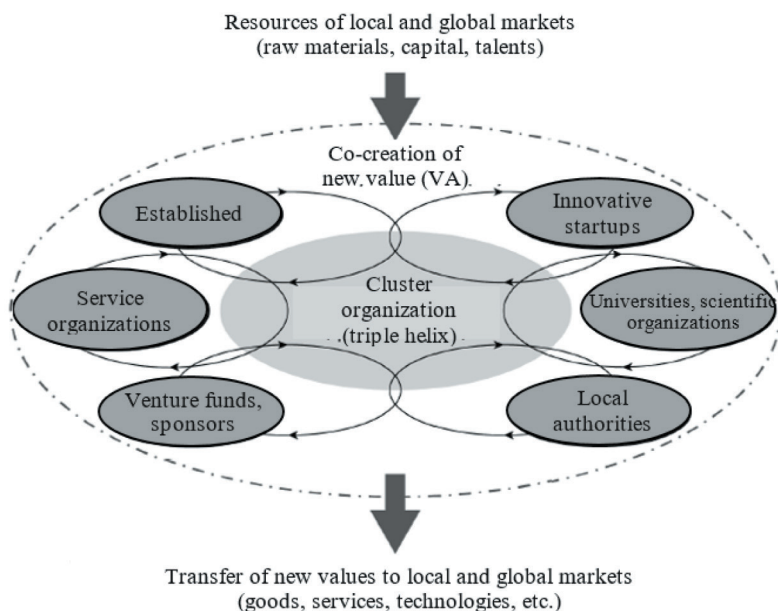 Resources of local and global markets
(raw materials, capital, talents)
Co-creation of
new. value (VA).
Established
Innovative
startups
Service
organizations
Cluster
organization
(triple helix)
Universities, scientific
organizations
Venture funds,
sponsors
Local
authorities
Transfer of new values to local and global markets
(goods, services, technologies, etc.)